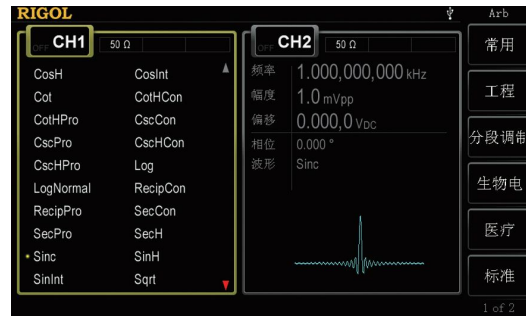 RIGOL
Arb
OFF CH1 50 Ω
CosH CosInt
Cot CotHCon
CotHPro CscCon
CscPro CscHCon
CscHPro Log
LogNormal RecipCon
RecipPro SecCon
SecPro SecH
Sinc SinH
SinInt Sqrt
OFF CH2 50 Ω
频率 1.000,000,000 kHz
幅度 1.0 mVpp
偏移 0.000,0 VDC
相位 0.000 °
波形 Sinc
常用
工程
分段调制
生物电
医疗
标准
1 of 2